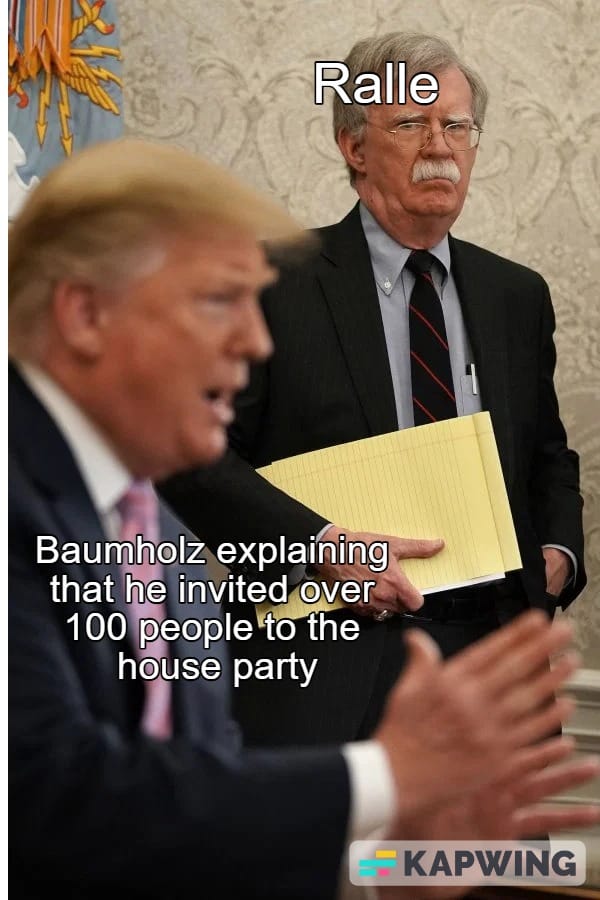 Ralle
Baumholz explaining
that he invited over
100 people to the
house party
KAPWING